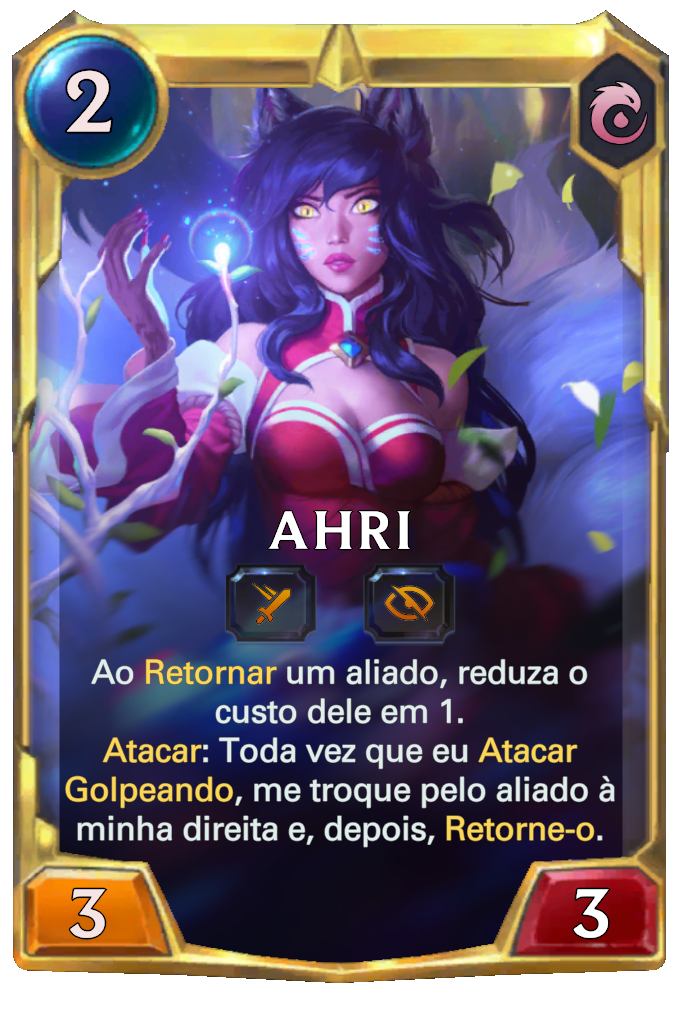 2
AHRI
Ao Retornar um aliado, reduza o
custo dele em 1.
Atacar: Toda vez que eu Atacar
Golpeando, me troque pelo aliado à
minha direita e, depois, Retorne-o.
3 3